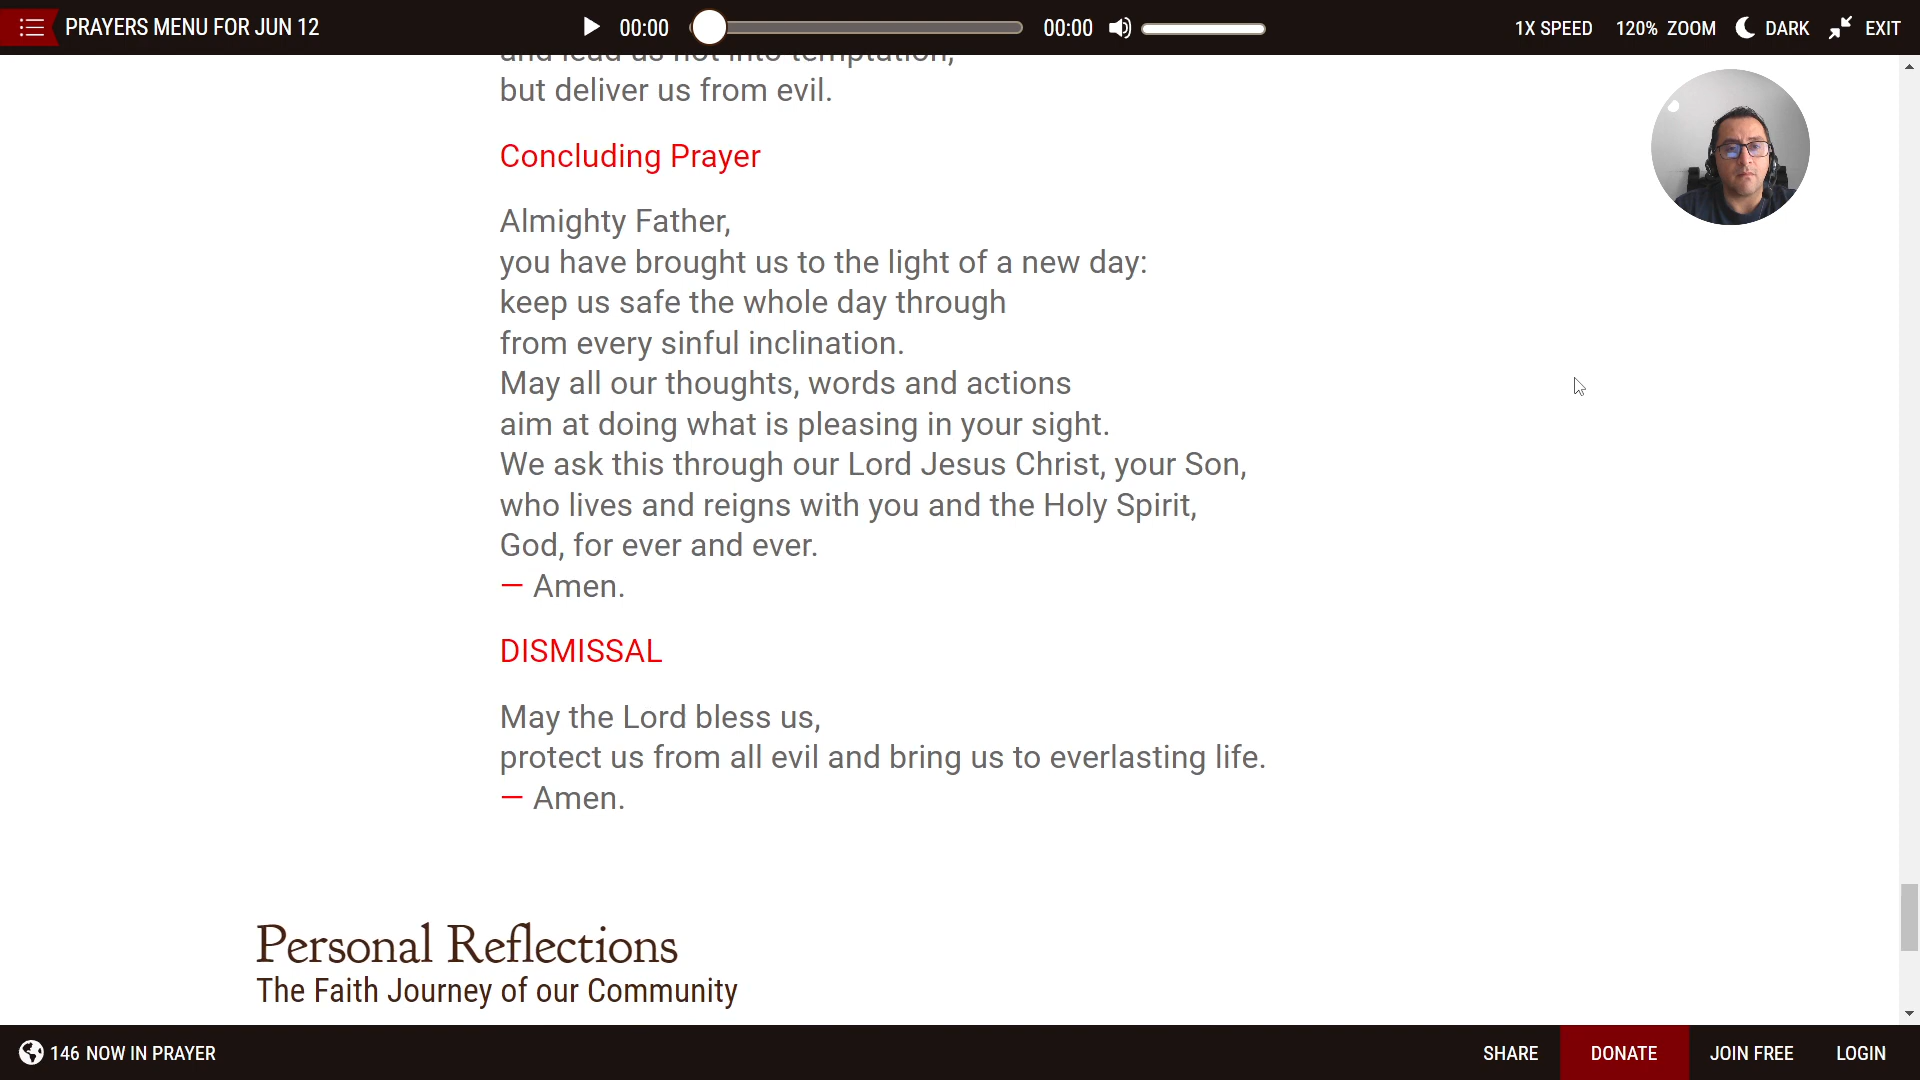 PRAYERS MENU FOR JUN 12
00:00
00:00
1X SPEED
120% ZOOM
DARK
EXIT
and lead us not into temptation,
but deliver us from evil.
Concluding Prayer
Almighty Father,
you have brought us to the light of a new day:
keep us safe the whole day through
from every sinful inclination.
May all our thoughts, words and actions
aim at doing what is pleasing in your sight.
We ask this through our Lord Jesus Christ, your Son,
who lives and reigns with you and the Holy Spirit,
God, for ever and ever.
— Amen.
DISMISSAL
May the Lord bless us,
protect us from all evil and bring us to everlasting life.
— Amen.
Personal Reflections
The Faith Journey of our Community
146 NOW IN PRAYER
SHARE
DONATE
JOIN FREE
LOGIN